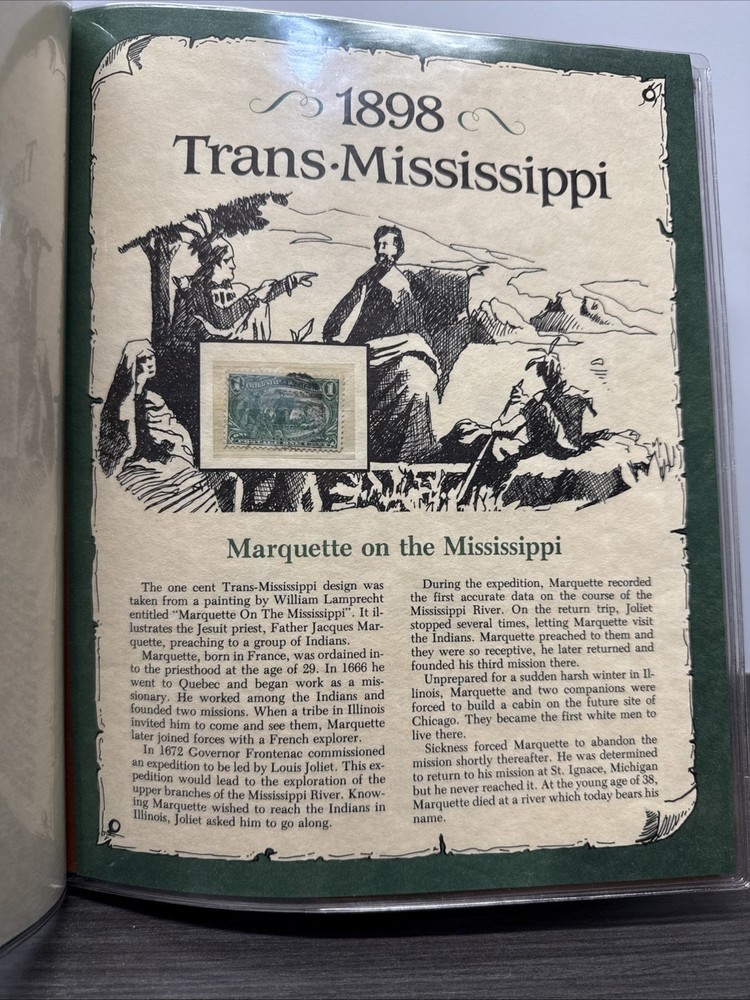 1898
Trans·Mississippi
1 1
Marquette on the Mississippi
The one cent Trans-Mississippi design was
taken from a painting by William Lamprecht
entitled “Marquette On The Mississippi”. It il-
lustrates the Jesuit priest, Father Jacques Mar-
quette, preaching to a group of Indians.
Marquette, born in France, was ordained in-
to the priesthood at the age of 29. In 1666 he
went to Quebec and began work as a mis-
sionary. He worked among the Indians and
founded two missions. When a tribe in Illinois
invited him to come and see them, Marquette
later joined forces with a French explorer.
In 1672 Governor Frontenac commissioned
an expedition to be led by Louis Joliet. This ex-
pedition would lead to the exploration of the
upper branches of the Mississippi River. Know-
ing Marquette wished to reach the Indians in
Illinois, Joliet asked him to go along.
During the expedition, Marquette recorded
the first accurate data on the course of the
Mississippi River. On the return trip, Joliet
stopped several times, letting Marquette visit
the Indians. Marquette preached to them and
they were so receptive, he later returned and
founded his third mission there.
Unprepared for a sudden harsh winter in Il-
linois, Marquette and two companions were
forced to build a cabin on the future site of
Chicago. They became the first white men to
live there.
Sickness forced Marquette to abandon the
mission shortly thereafter. He was determined
to return to his mission at St. Ignace, Michigan
but he never reached it. At the young age of 38,
Marquette died at a river which today bears his
name.